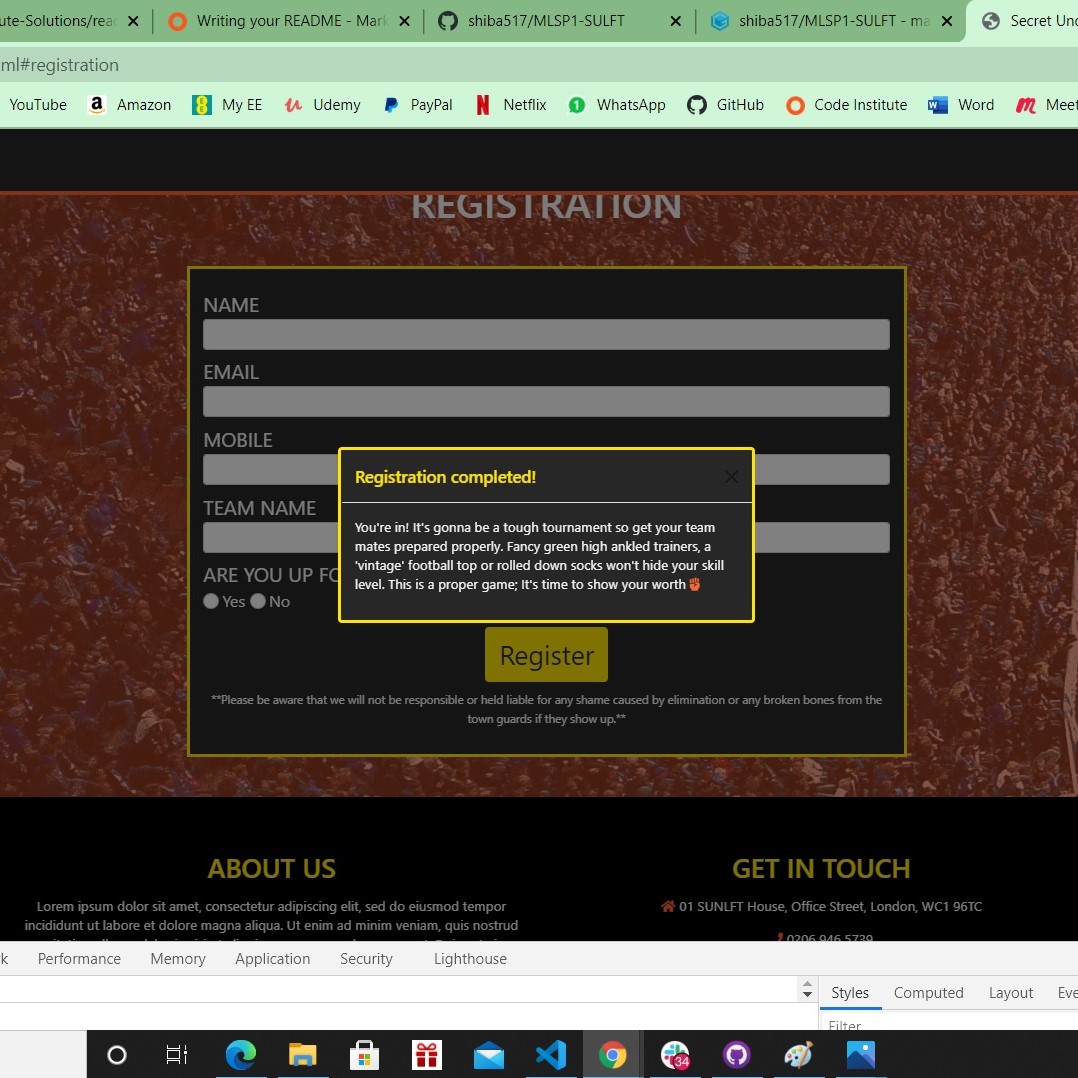 ute-Solutions/rea
Writing your README - Mark
shiba517/MLSP1-SULFT
shiba517/MLSP1-SULFT - ma
Secret Und
ml#registration
YouTube
Amazon
My EE
Udemy
PayPal
Netflix
WhatsApp
GitHub
Code Institute
Word
Meet
REGISTRATION
NAME
EMAIL
MOBILE
TEAM NAME
ARE YOU UP FO
Yes No
Registration completed!
You're in! It's gonna be a tough tournament so get your team
mates prepared properly. Fancy green high ankled trainers, a
'vintage' football top or rolled down socks won't hide your skill
level. This is a proper game; It's time to show your worth
Register
**Please be aware that we will not be responsible or held liable for any shame caused by elimination or any broken bones from the
town guards if they show up.**
ABOUT US
Lorem ipsum dolor sit amet, consectetur adipiscing elit, sed do eiusmod tempor
incididunt ut labore et dolore magna aliqua. Ut enim ad minim veniam, quis nostrud
GET IN TOUCH
01 SUNLFT House, Office Street, London, WC1 96TC
0206 946 5739
k
Performance
Memory
Application
Security
Lighthouse
Styles
Computed
Layout
Eve
Filter
34